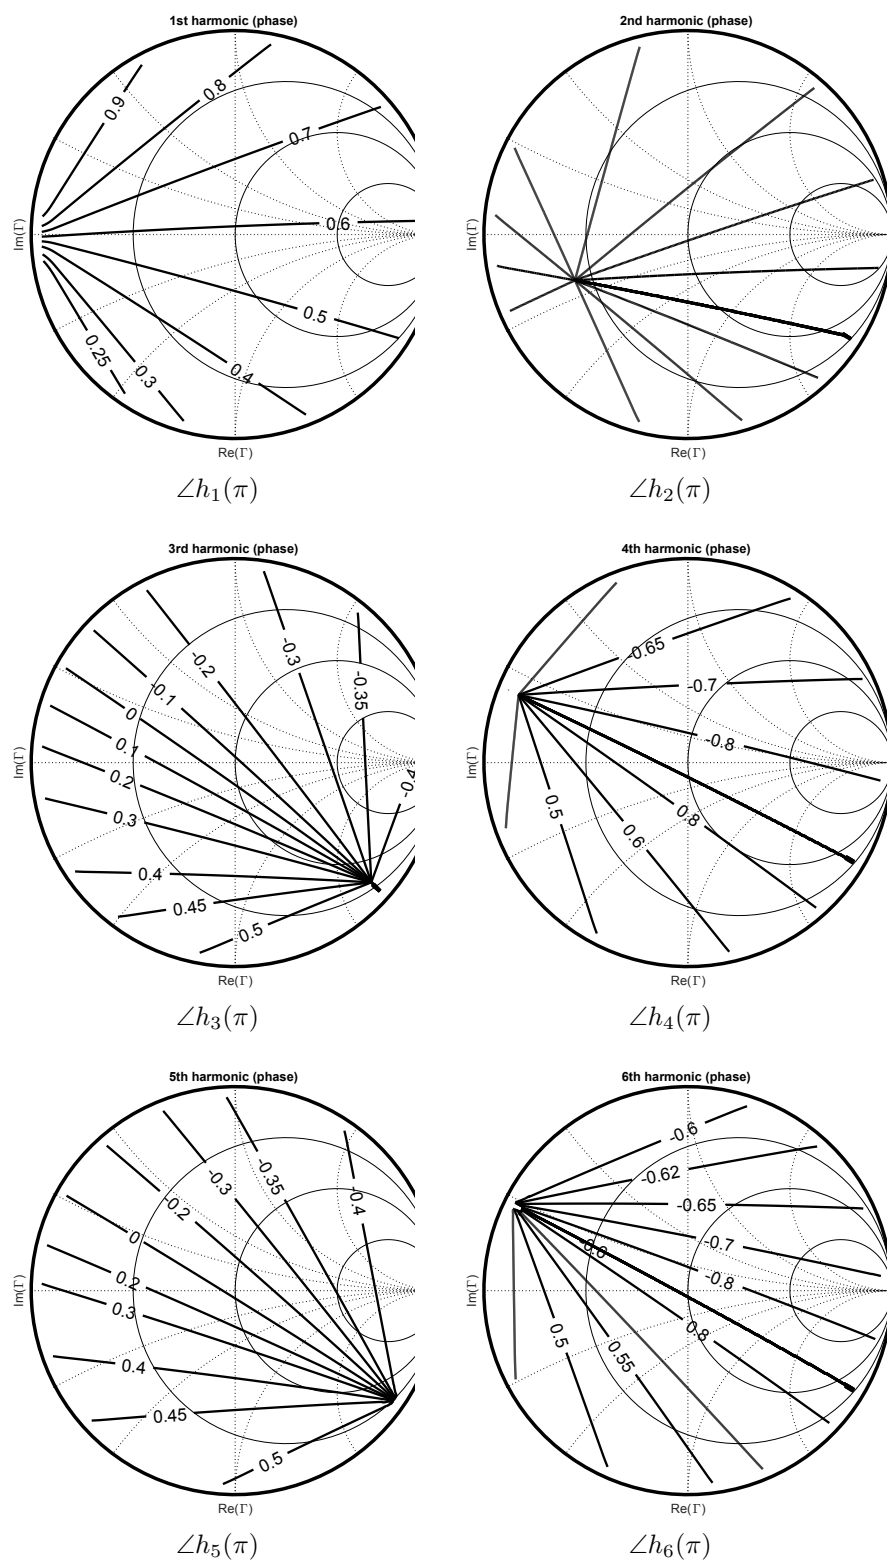 1st harmonic (phase)
0.9
0.8
0.7
0.6
0.5
0.4
0.3
0.25
Im(Γ)
Re(Γ)
∠h₁(π)
2nd harmonic (phase)
Im(Γ)
Re(Γ)
∠h₂(π)
3rd harmonic (phase)
-0.2
-0.3
-0.35
-0.1
0
0.1
0.2
-0.4
0.3
0.4
0.45
0.5
Im(Γ)
Re(Γ)
∠h₃(π)
4th harmonic (phase)
-0.65
-0.7
-0.8
0.5
0.6
0.8
Im(Γ)
Re(Γ)
∠h₄(π)
5th harmonic (phase)
-0.35
-0.3
-0.4
-0.2
0
0.2
0.3
0.4
0.45
0.5
Im(Γ)
Re(Γ)
∠h₅(π)
6th harmonic (phase)
-0.6
-0.62
-0.65
-0.7
-0.8
0.8
0.5
0.55
Im(Γ)
Re(Γ)
∠h₆(π)